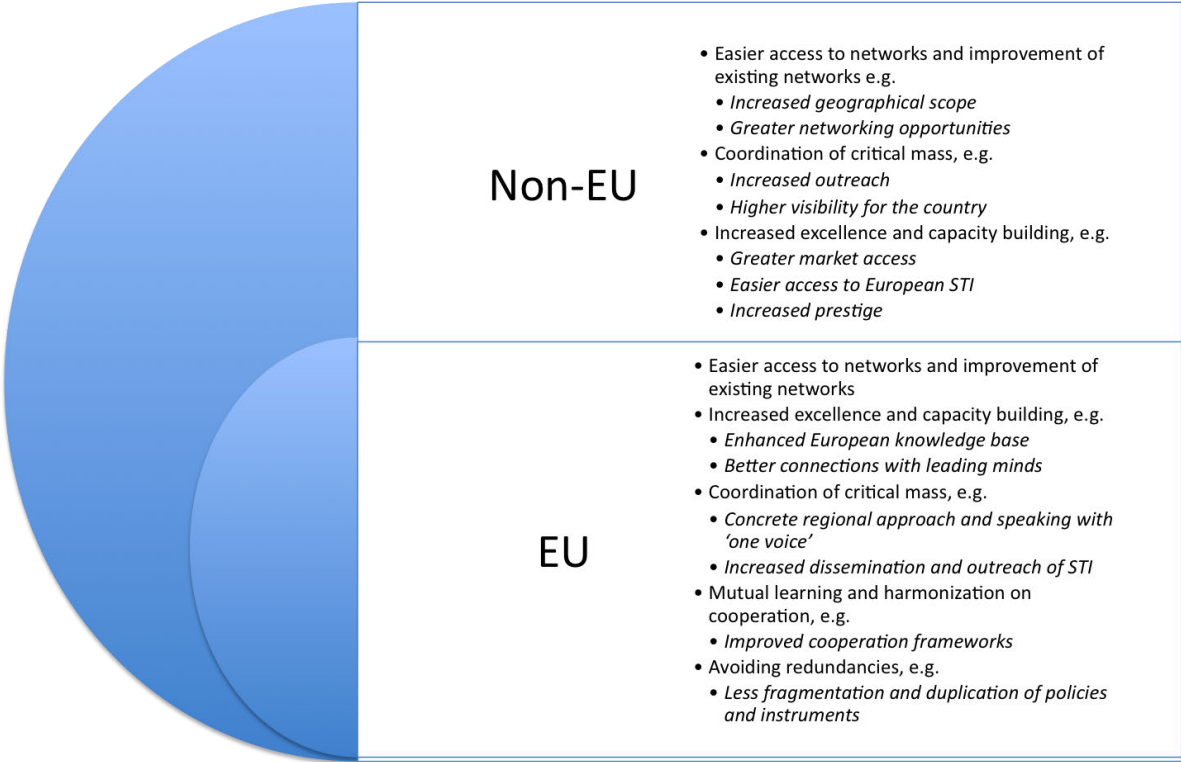 Non-EU
• Easier access to networks and improvement of
existing networks e.g.
• Increased geographical scope
• Greater networking opportunities
• Coordination of critical mass, e.g.
• Increased outreach
• Higher visibility for the country
• Increased excellence and capacity building, e.g.
• Greater market access
• Easier access to European STI
• Increased prestige
EU
• Easier access to networks and improvement of
existing networks
• Increased excellence and capacity building, e.g.
• Enhanced European knowledge base
• Better connections with leading minds
• Coordination of critical mass, e.g.
• Concrete regional approach and speaking with
‘one voice’
• Increased dissemination and outreach of STI
• Mutual learning and harmonization on
cooperation, e.g.
• Improved cooperation frameworks
• Avoiding redundancies, e.g.
• Less fragmentation and duplication of policies
and instruments